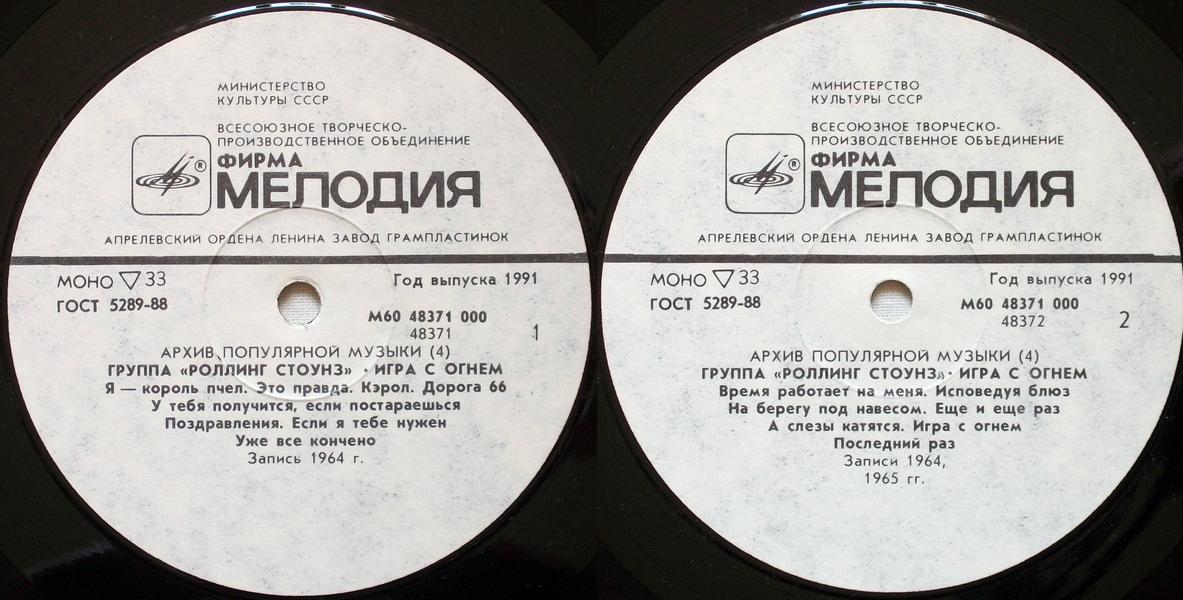 МИНИСТЕРСТВО
КУЛЬТУРЫ СССР
ВСЕСОЮЗНОЕ ТВОРЧЕСКО-
ПРОИЗВОДСТВЕННОЕ ОБЪЕДИНЕНИЕ
ФИРМА
МЕЛОДИЯ
®
АПРЕЛЕВСКИЙ ОРДЕНА ЛЕНИНА ЗАВОД ГРАМПЛАСТИНОК
МОНО ▽ 33
Год выпуска 1991
ГОСТ 5289-88
М60 48371 000
48371
1
АРХИВ ПОПУЛЯРНОЙ МУЗЫКИ (4)
ГРУППА «РОЛЛИНГ СТОУНЗ» · ИГРА С ОГНЕМ
Я — король пчел. Это правда. Кэрол. Дорога 66
У тебя получится, если постараешься
Поздравления. Если я тебе нужен
Уже все кончено
Запись 1964 г.
МИНИСТЕРСТВО
КУЛЬТУРЫ СССР
ВСЕСОЮЗНОЕ ТВОРЧЕСКО-
ПРОИЗВОДСТВЕННОЕ ОБЪЕДИНЕНИЕ
ФИРМА
МЕЛОДИЯ
®
АПРЕЛЕВСКИЙ ОРДЕНА ЛЕНИНА ЗАВОД ГРАМПЛАСТИНОК
МОНО ▽ 33
Год выпуска 1991
ГОСТ 5289-88
М60 48371 000
48372
2
АРХИВ ПОПУЛЯРНОЙ МУЗЫКИ (4)
ГРУППА «РОЛЛИНГ СТОУНЗ» · ИГРА С ОГНЕМ
Время работает на меня. Исповедуя блюз
На берегу под навесом. Еще и еще раз
А слезы катятся. Игра с огнем
Последний раз
Записи 1964,
1965 гг.